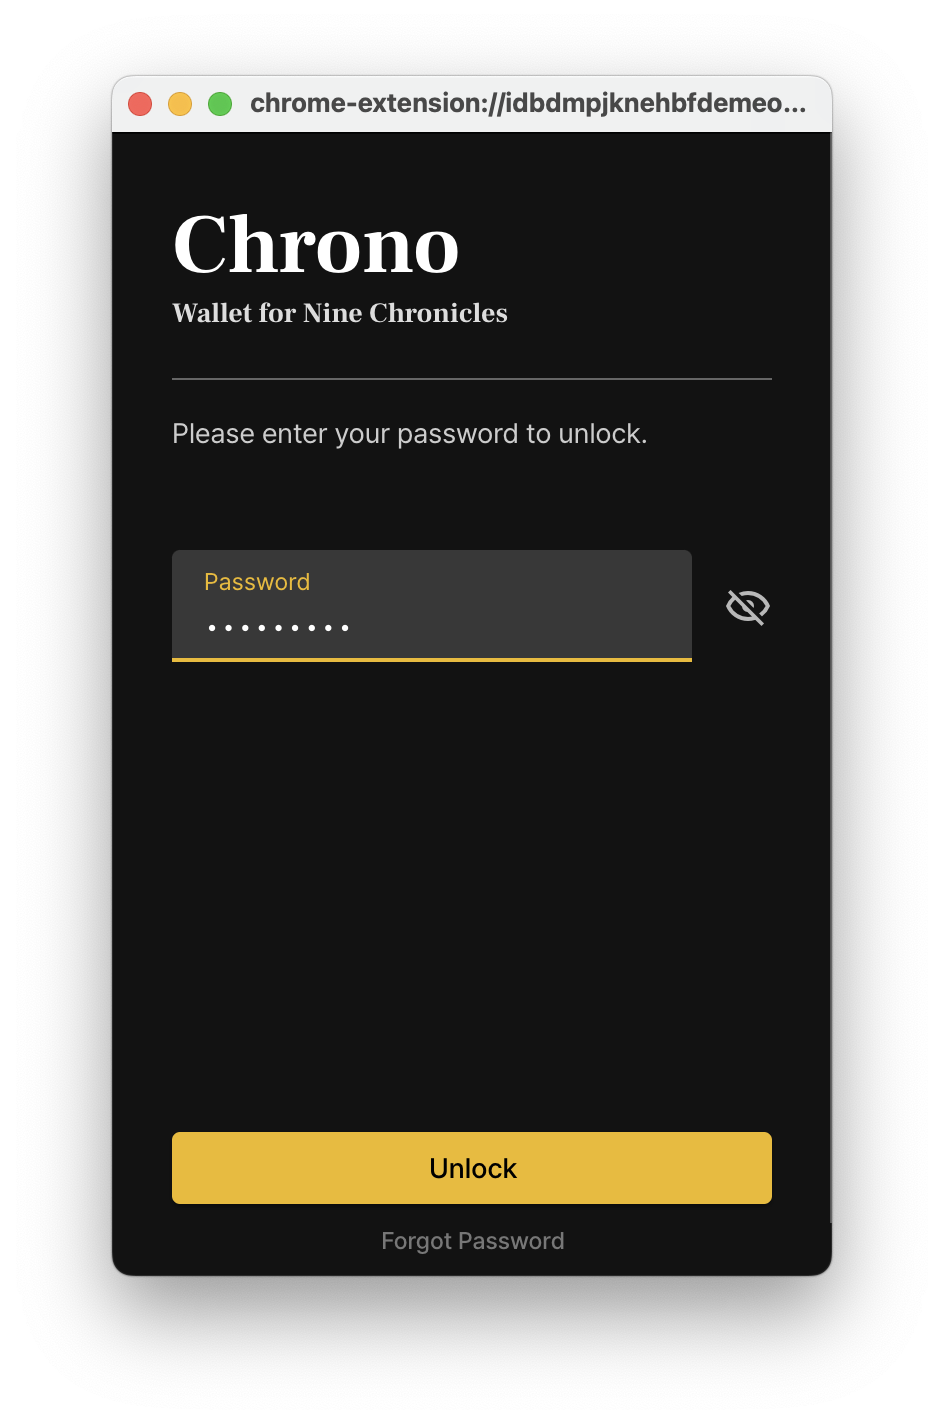 chrome-extension://idbdmpjknehbfdemeo...
Chrono
Wallet for Nine Chronicles
Please enter your password to unlock.
Password
•••••••••
Unlock
Forgot Password